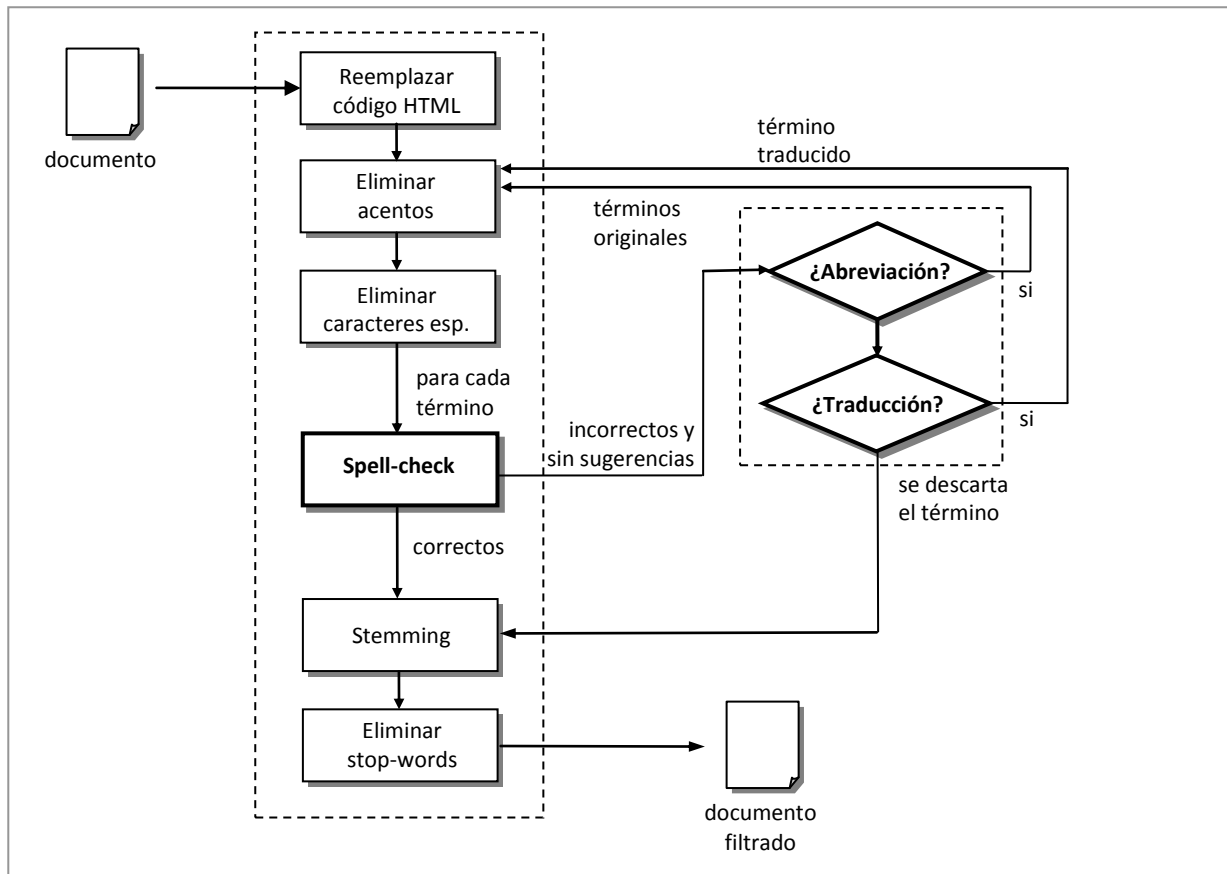 documento
Reemplazar
código HTML
Eliminar
acentos
Eliminar
caracteres esp.
para cada
término
Spell-check
correctos
Stemming
Eliminar
stop-words
término
traducido
términos
originales
¿Abreviación?
si
¿Traducción?
si
incorrectos y
sin sugerencias
se descarta
el término
documento
filtrado